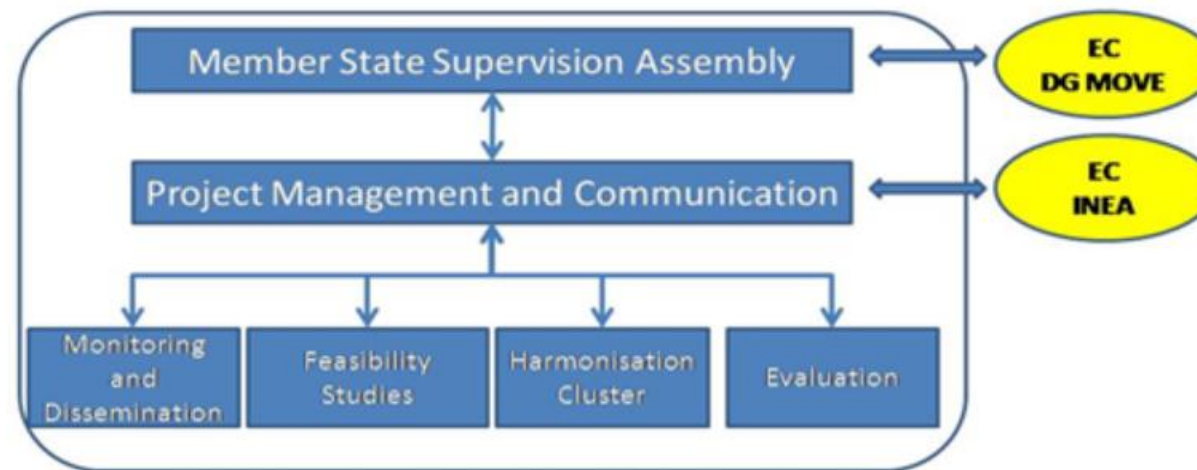 Member State Supervision Assembly
EC
DG MOVE
Project Management and Communication
EC
INEA
Monitoring
and
Dissemination
Feasibility
Studies
Harmonisation
Cluster
Evaluation